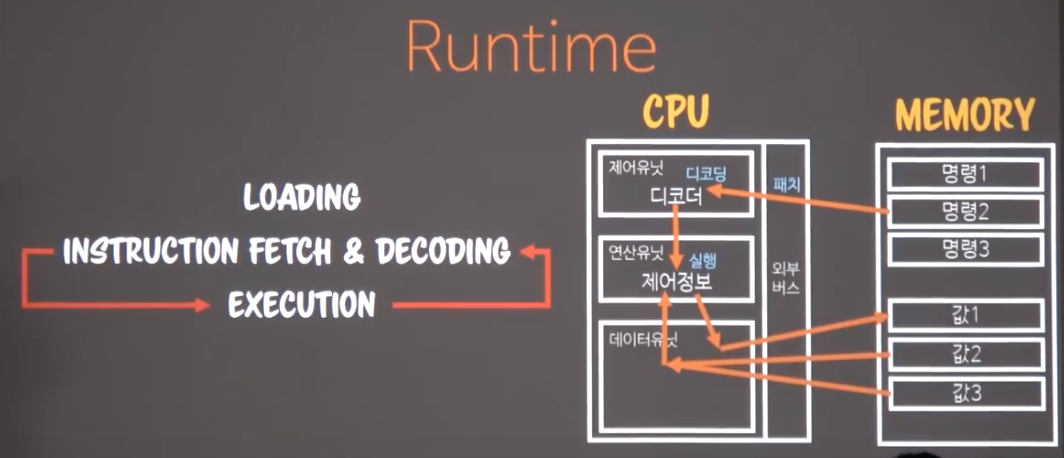 Runtime
CPU
MEMORY
LOADING
INSTRUCTION FETCH & DECODING
EXECUTION
제어유닛
디코딩
디코더
패치
연산유닛
실행
제어정보
외부
버스
데이터유닛
명령1
명령2
명령3
값1
값2
값3